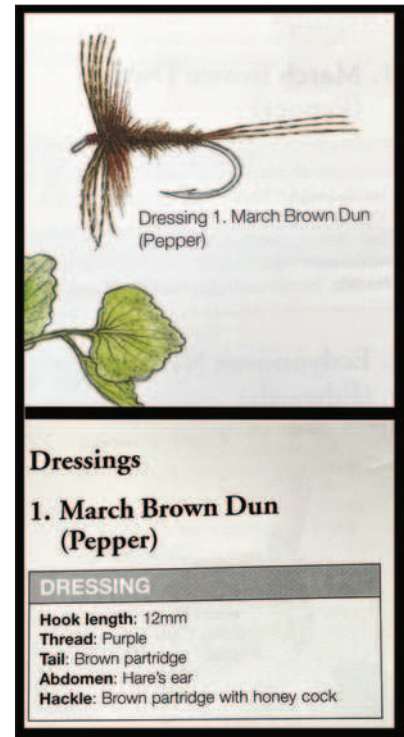 Dressing 1. March Brown Dun
(Pepper)
Dressings
1. March Brown Dun
(Pepper)
DRESSING
Hook length: 12mm
Thread: Purple
Tail: Brown partridge
Abdomen: Hare's ear
Hackle: Brown partridge with honey cock